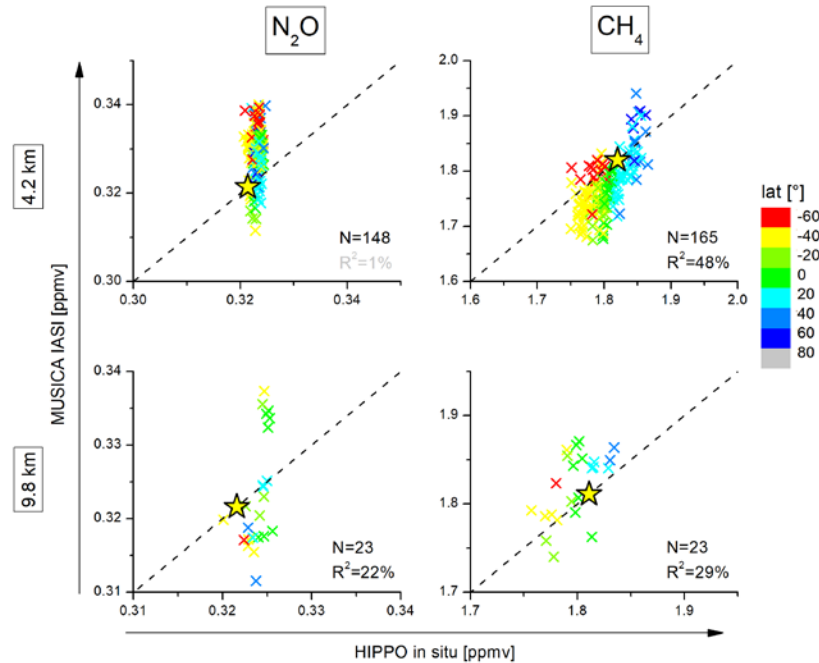 N₂O
CH₄
4.2 km
9.8 km
MUSICA IASI [ppmv]
0.34
0.32
0.30
0.30
0.32
0.34
N=148
R²=1%
2.0
1.9
1.8
1.7
1.6
1.6
1.7
1.8
1.9
2.0
N=165
R²=48%
lat [°]
-60
-40
-20
0
20
40
60
80
0.34
0.33
0.32
0.31
0.31
0.32
0.33
0.34
N=23
R²=22%
1.9
1.8
1.7
1.7
1.8
1.9
N=23
R²=29%
HIPPO in situ [ppmv]